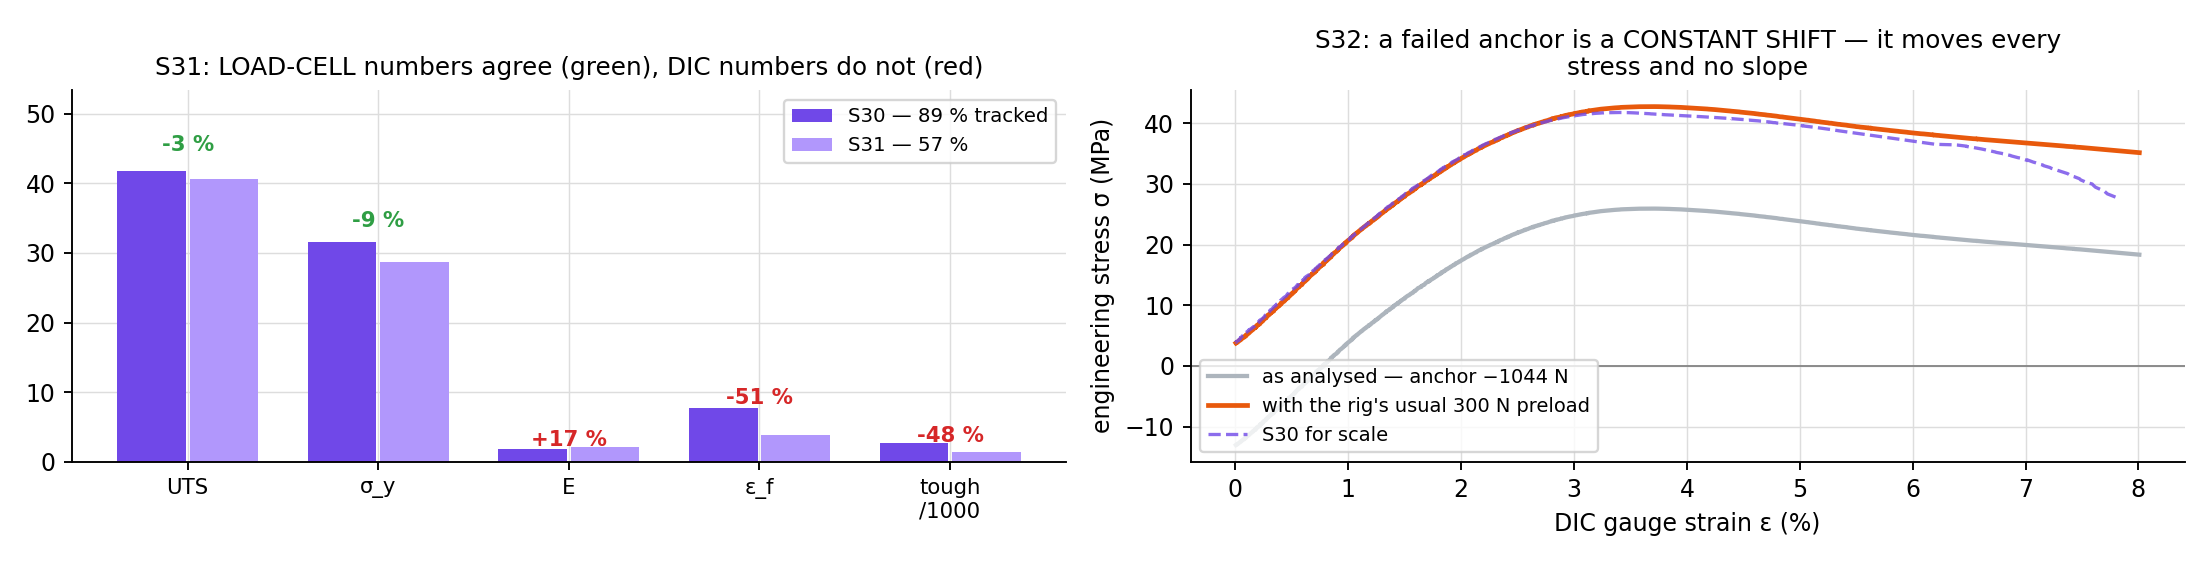 S31: LOAD-CELL numbers agree (green), DIC numbers do not (red)
50
40
30
20
10
0
-3 %
-9 %
+17 %
-51 %
-48 %
S30 — 89 % tracked
S31 — 57 %
UTS
σ_y
E
ε_f
tough
/1000
S32: a failed anchor is a CONSTANT SHIFT — it moves every
stress and no slope
engineering stress σ (MPa)
40
30
20
10
0
−10
as analysed — anchor −1044 N
with the rig's usual 300 N preload
S30 for scale
0 1 2 3 4 5 6 7 8
DIC gauge strain ε (%)